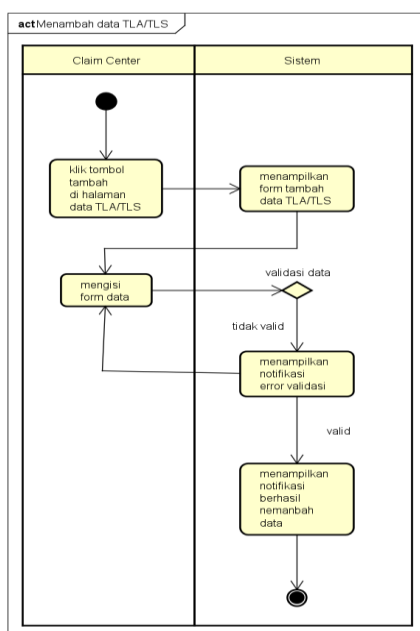 act Menambah data TLA/TLS
Claim Center
Sistem
klik tombol
tambah
di halaman
data TLA/TLS
menampilkan
form tambah
data TLA/TLS
mengisi
form data
validasi data
tidak valid
menampilkan
notifikasi
error validasi
valid
menampilkan
notifikasi
berhasil
nemanbah
data